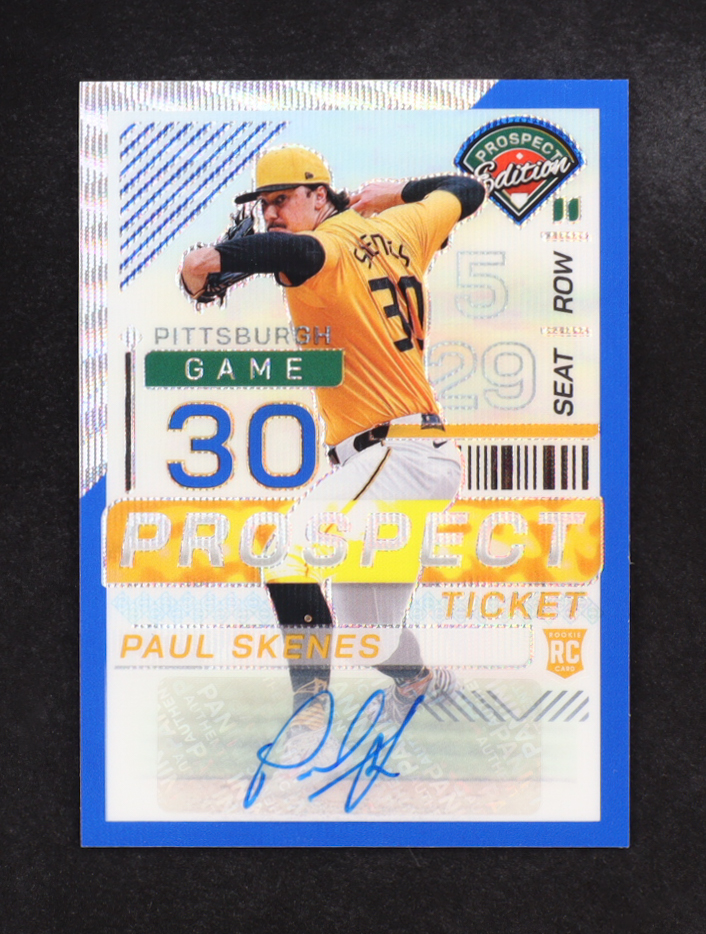 PROSPECT
Edition
SKENES
30
5
ROW
29
SEAT
PITTSBURGH
GAME
30
PROSPECT
TICKET
PAUL SKENES
ROOKIE
RC
CARD